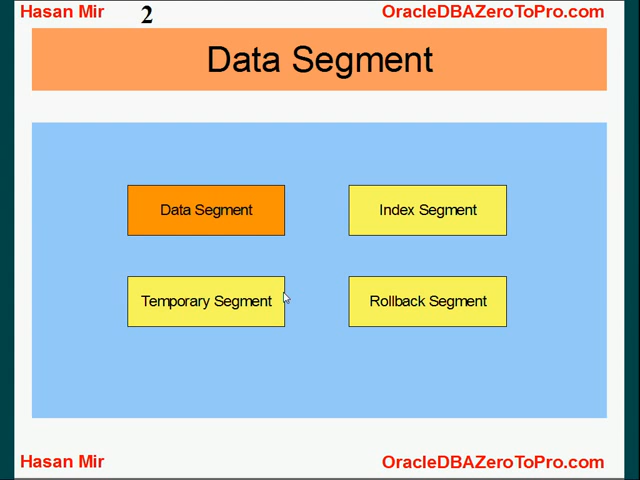 Hasan Mir 2 OracleDBAZeroToPro.com
Data Segment
Data Segment Index Segment
Temporary Segment Rollback Segment
Hasan Mir OracleDBAZeroToPro.com